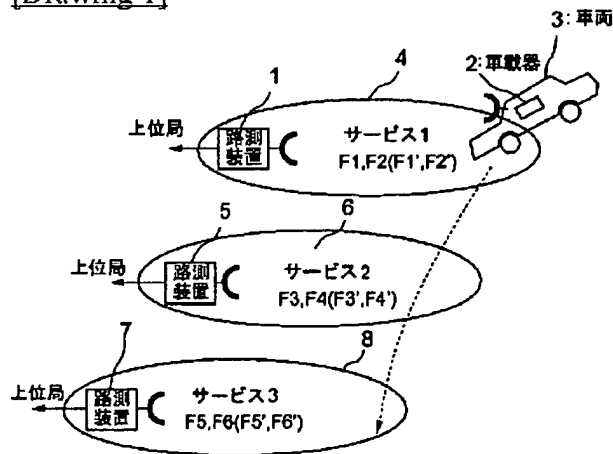 [Drawing 1]
3:車両
2:車載器
4
1
上位局
路測
装置
サービス1
F1,F2(F1',F2')
5
6
上位局
路測
装置
サービス2
F3,F4(F3',F4')
7
8
上位局
路測
装置
サービス3
F5,F6(F5',F6')